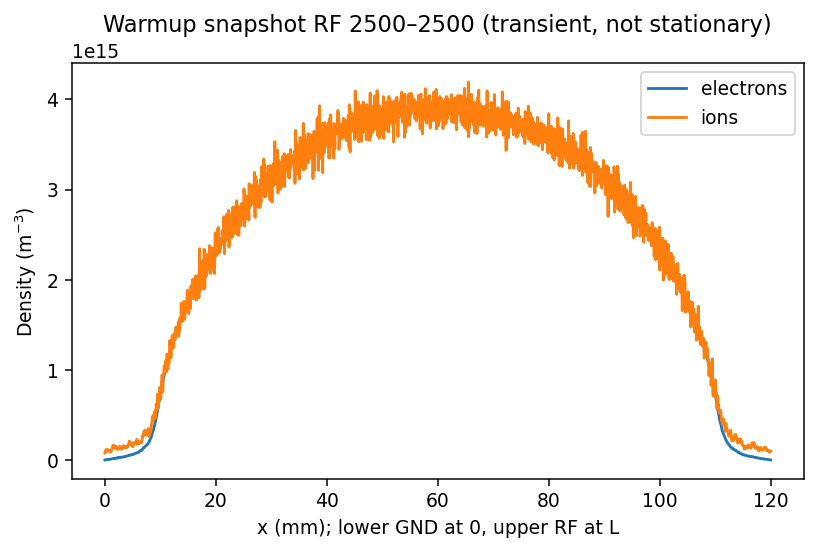 Warmup snapshot RF 2500–2500 (transient, not stationary)
1e15
electrons
ions
4
3
2
1
0
Density (m⁻³)
0 20 40 60 80 100 120
x (mm); lower GND at 0, upper RF at L